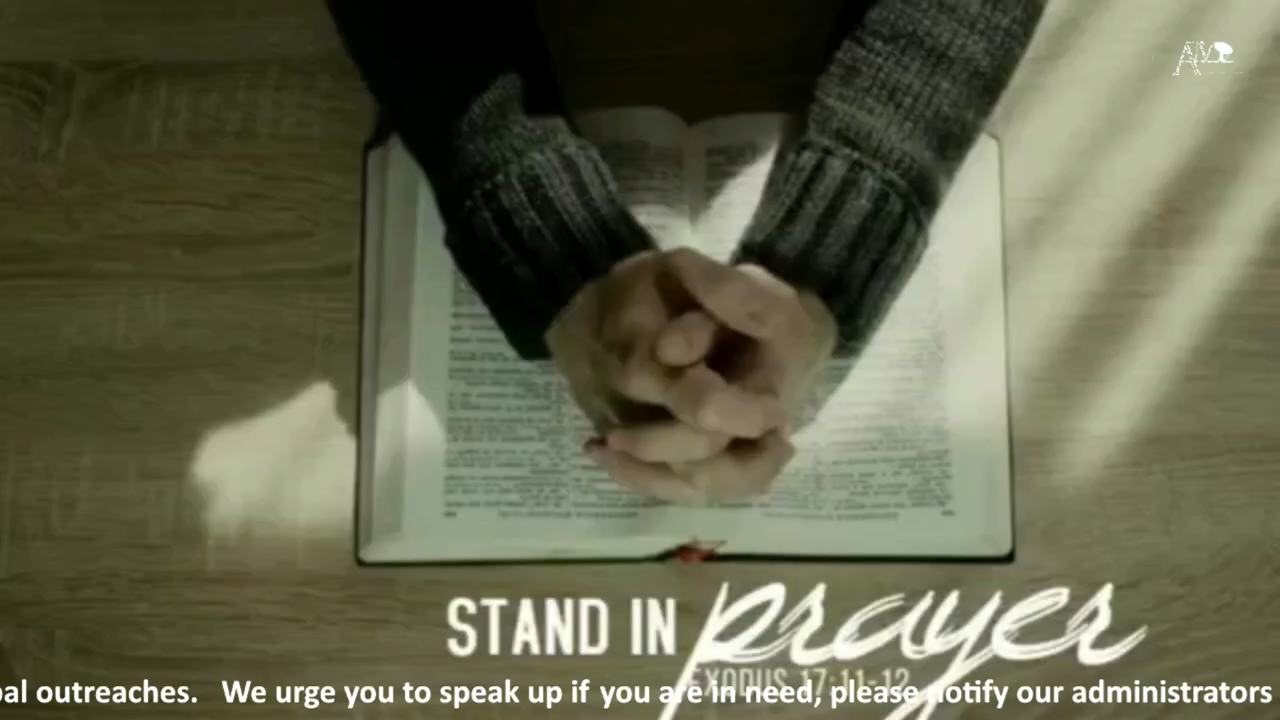 STAND IN prayer
EXODUS 17:11-12
outreaches. We urge you to speak up if you are in need, please notify our administrators